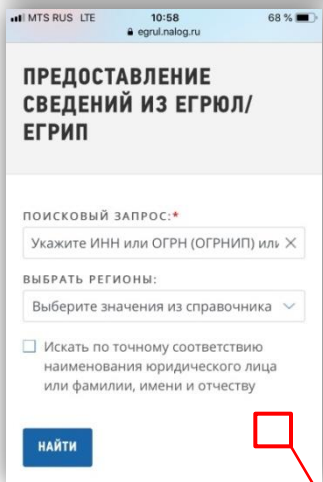 MTS RUS LTE 10:58 68 %
egrul.nalog.ru
ПРЕДОСТАВЛЕНИЕ
СВЕДЕНИЙ ИЗ ЕГРЮЛ/
ЕГРИП
ПОИСКОВЫЙ ЗАПРОС:*
Укажите ИНН или ОГРН (ОГРНИП) или
ВЫБРАТЬ РЕГИОНЫ:
Выберите значения из справочника
Искать по точному соответствию
наименования юридического лица
или фамилии, имени и отчеству
НАЙТИ